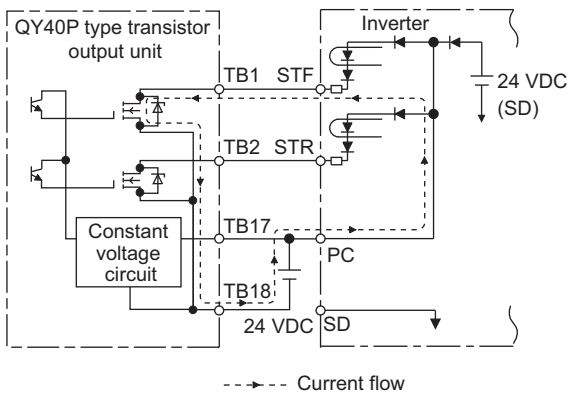 QY40P type transistor
output unit
Inverter
TB1 STF
24 VDC
(SD)
TB2 STR
Constant
voltage
circuit
TB17
PC
TB18
24 VDC
SD
Current flow